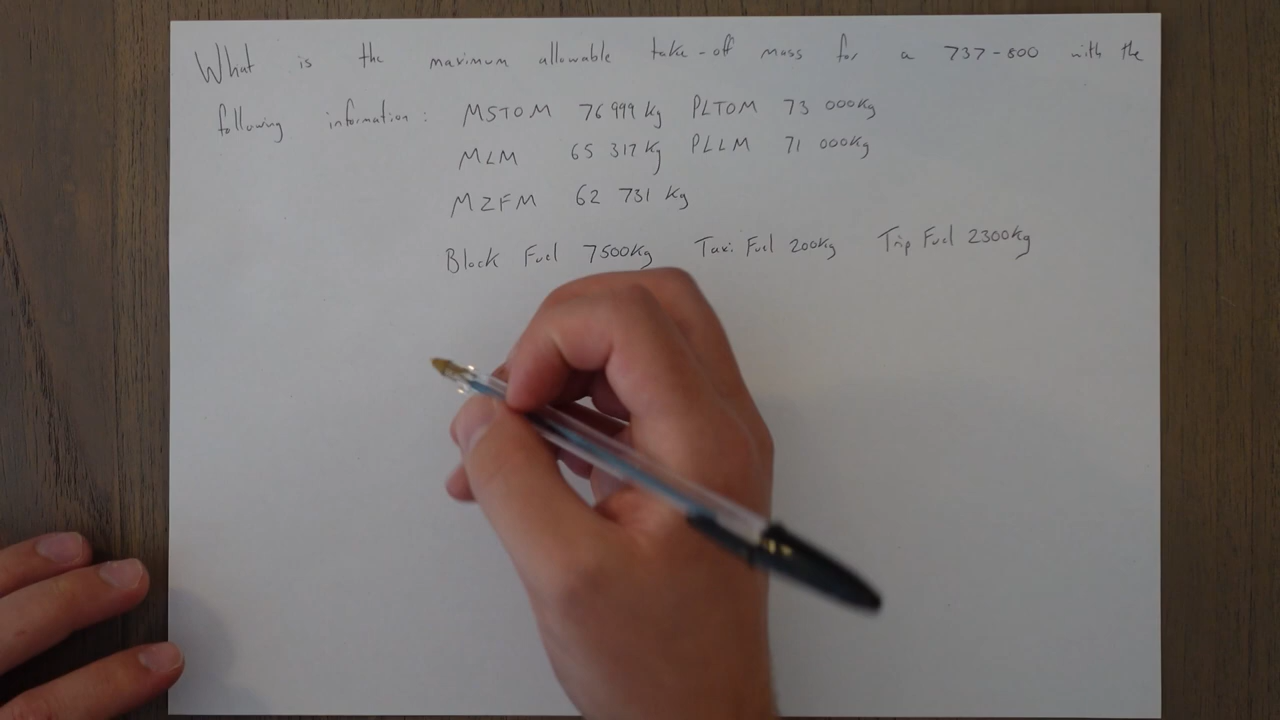 What is the maximum allowable take-off mass for a 737-800 with the
following information: MSTOM 76 999 Kg PLTOM 73 000Kg
MLM 65 317 Kg PLLM 71 000Kg
MZFM 62 731 Kg
Block Fuel 7500Kg Taxi Fuel 200Kg Trip Fuel 2300Kg